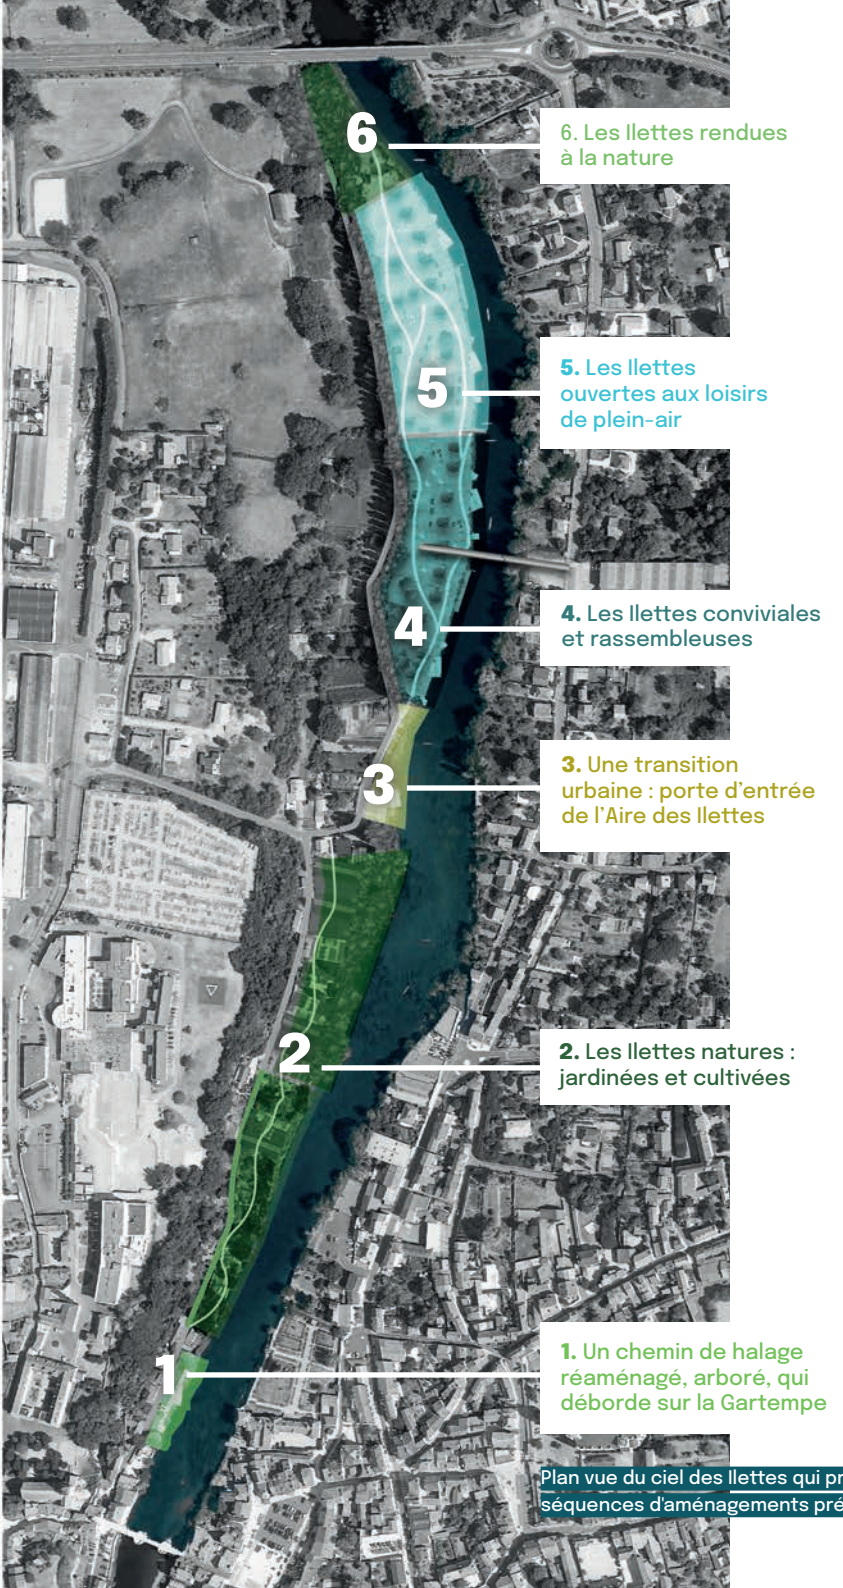 6
6. Les Ilettes rendues
à la nature
5
5. Les Ilettes
ouvertes aux loisirs
de plein-air
4
4. Les Ilettes conviviales
et rassembleuses
3
3. Une transition
urbaine : porte d'entrée
de l'Aire des Ilettes
2
2. Les Ilettes natures :
jardinées et cultivées
1
1. Un chemin de halage
réaménagé, arboré, qui
déborde sur la Gartempe
Plan vue du ciel des Ilettes qui
séquences d'aménagements